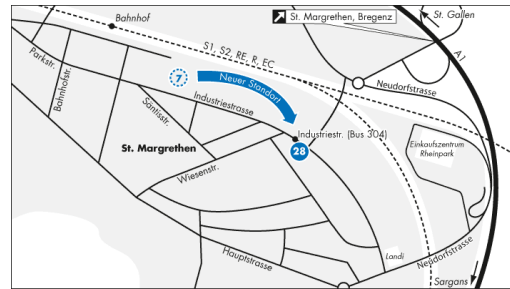 Bahnhof
St. Margrethen, Bregenz
St. Gallen
A1
S1, S2, RE, R, EC
Parkstr.
Bahnhofstr.
7
Neuer Standort
Neudorfstrasse
Industriestrasse
Säntisstr.
Industriestr. (Bus 304)
28
Einkaufszentrum
Rheinpark
St. Margrethen
Wiesenstr.
Hauptstrasse
Landi
Neudorfstrasse
Sargans